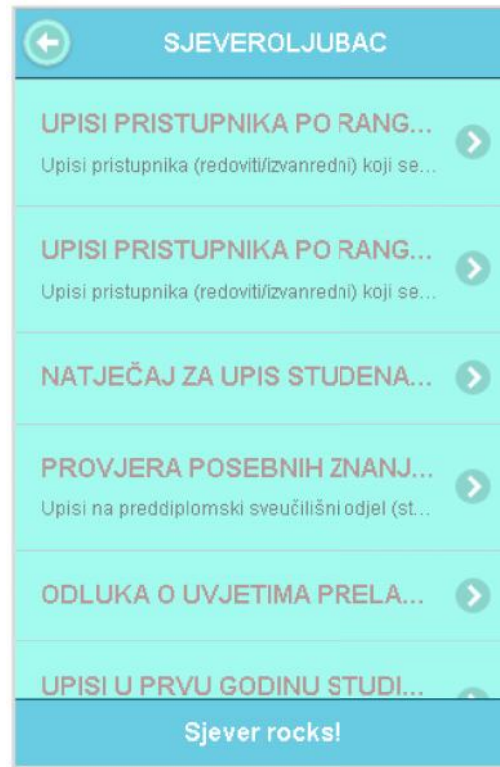 SJEVEROLJUBAC
UPISI PRISTUPNIKA PO RANG...
Upisi pristupnika (redoviti/izvanredni) koji se...
UPISI PRISTUPNIKA PO RANG...
Upisi pristupnika (redoviti/izvanredni) koji se...
NATJEČAJ ZA UPIS STUDENA...
PROVJERA POSEBNIH ZNANJ...
Upisi na preddiplomski sveučilišni odjel (st...
ODLUKA O UVJETIMA PRELA...
UPISI U PRVU GODINU STUDI...
Sjever rocks!